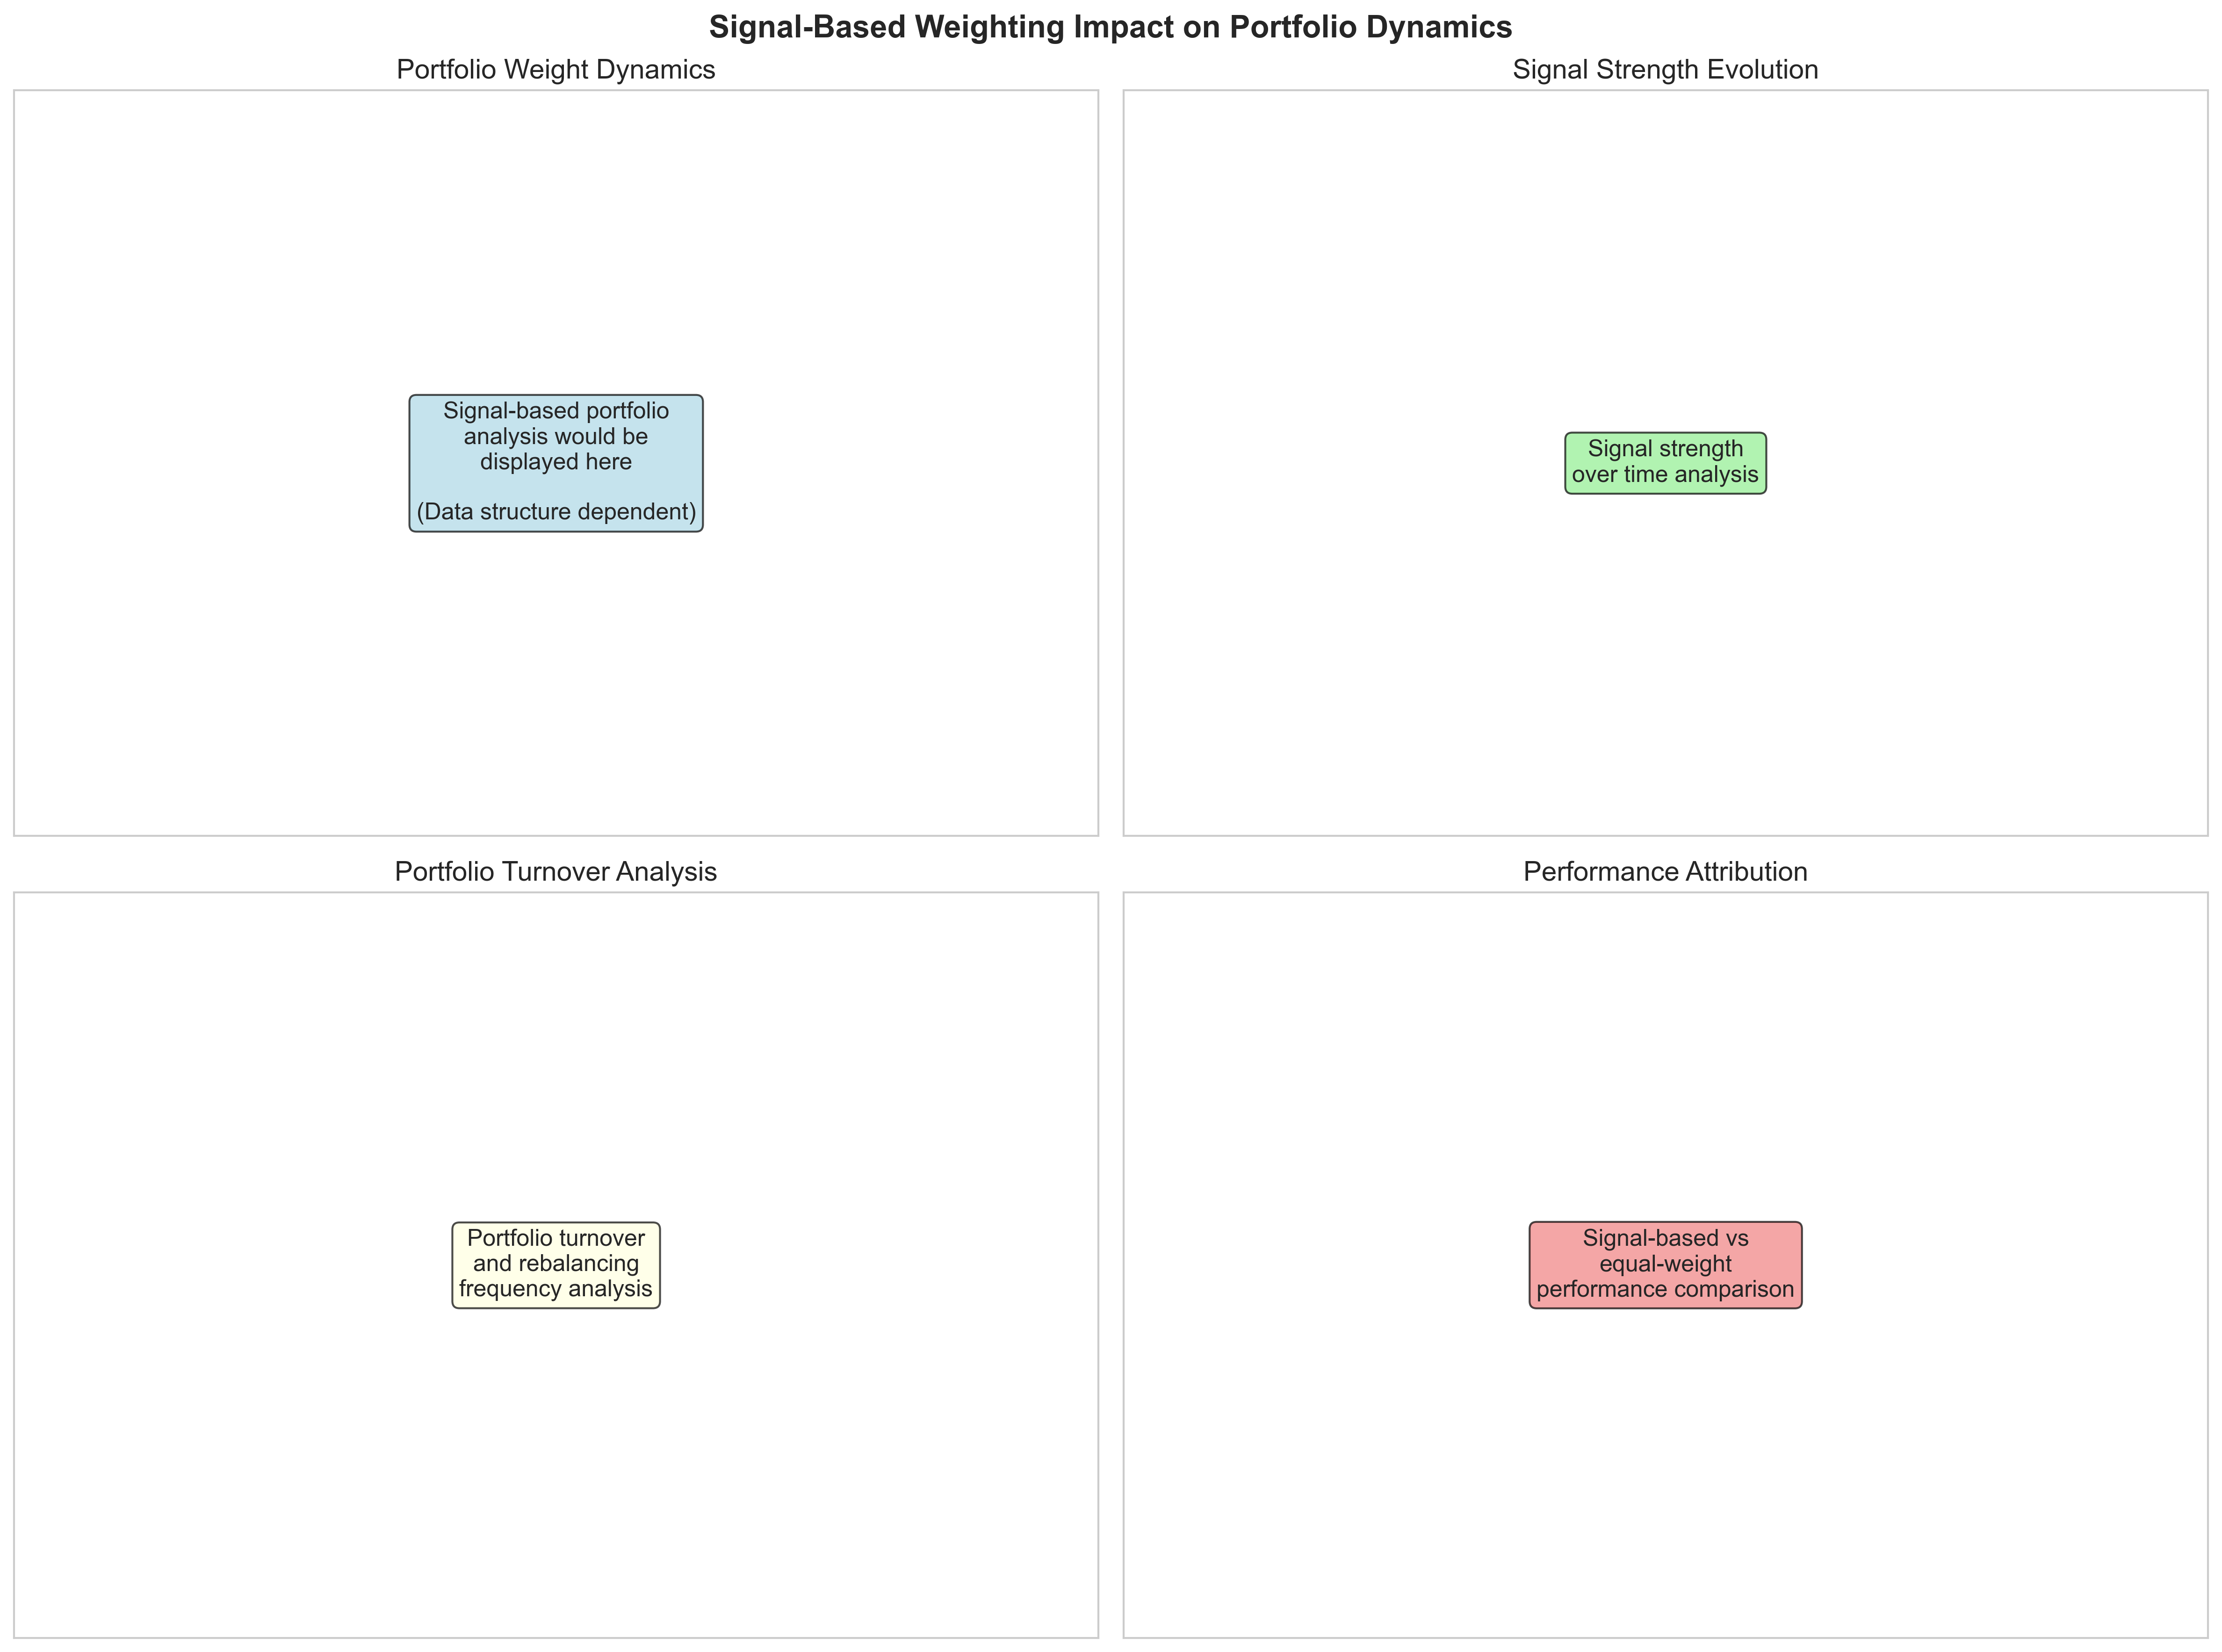 Signal-Based Weighting Impact on Portfolio Dynamics
Portfolio Weight Dynamics
Signal-based portfolio
analysis would be
displayed here
(Data structure dependent)
Signal Strength Evolution
Signal strength
over time analysis
Portfolio Turnover Analysis
Portfolio turnover
and rebalancing
frequency analysis
Performance Attribution
Signal-based vs
equal-weight
performance comparison